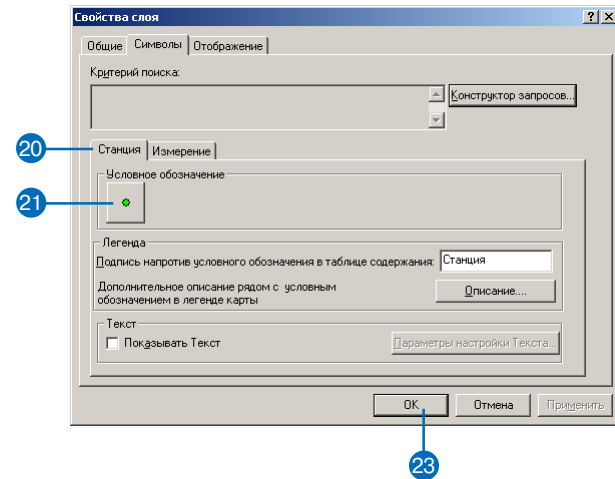 Свойства слоя
Общие Символы Отображение
Критерий поиска:
Конструктор запросов...
20
Станция Измерение
Условное обозначение
21
Легенда
Подпись напротив условного обозначения в таблице содержания: Станция
Дополнительное описание рядом с условным
обозначением в легенде карты
Описание....
Текст
Показывать Текст
Параметры настройки Текста...
OK Отмена Применить
23